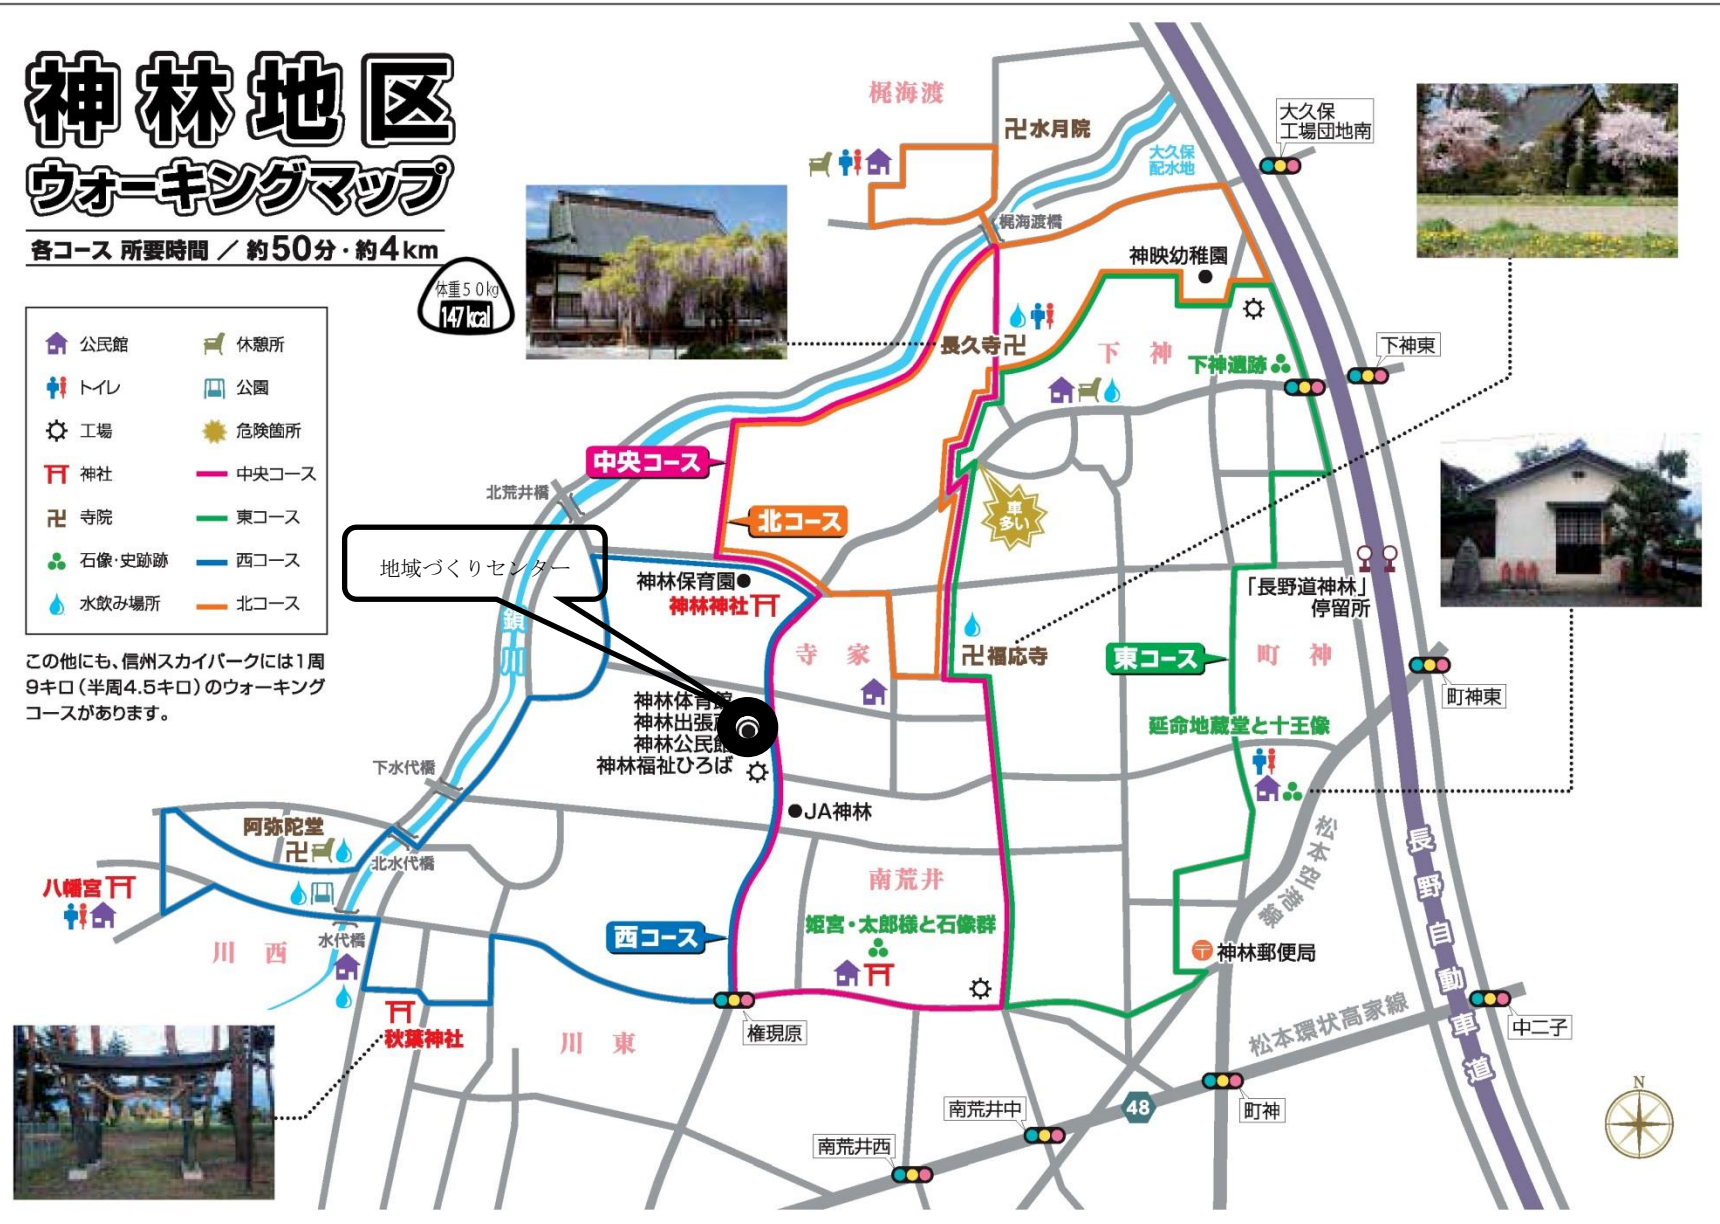 神林地区
ウォーキングマップ
各コース 所要時間 ／ 約50分・約4km
体重50kg
147kcal
公民館
休憩所
トイレ
公園
工場
危険箇所
神社
中央コース
寺院
東コース
石像・史跡跡
西コース
水飲み場所
北コース
この他にも、信州スカイパークには1周
9キロ（半周4.5キロ）のウォーキング
コースがあります。
梶海渡
水月院
大久保
配水地
大久保
工場団地南
梶海渡橋
神映幼稚園
長久寺
下神
下神遺跡
下神東
中央コース
北荒井橋
北コース
車
多い
地域づくりセンター
神林保育園
神林神社
「長野道神林」
停留所
鎖川
寺家
福応寺
東コース
町神
町神東
神林体育館
神林出張所
神林公民館
神林福祉ひろば
延命地蔵堂と十王像
下水代橋
JA神林
阿弥陀堂
北水代橋
八幡宮
南荒井
姫宮・太郎様と石像群
松本空港線
長野自動車道
川西
水代橋
西コース
神林郵便局
秋葉神社
川東
権現原
松本環状高家線
中二子
南荒井中
48
町神
南荒井西
N